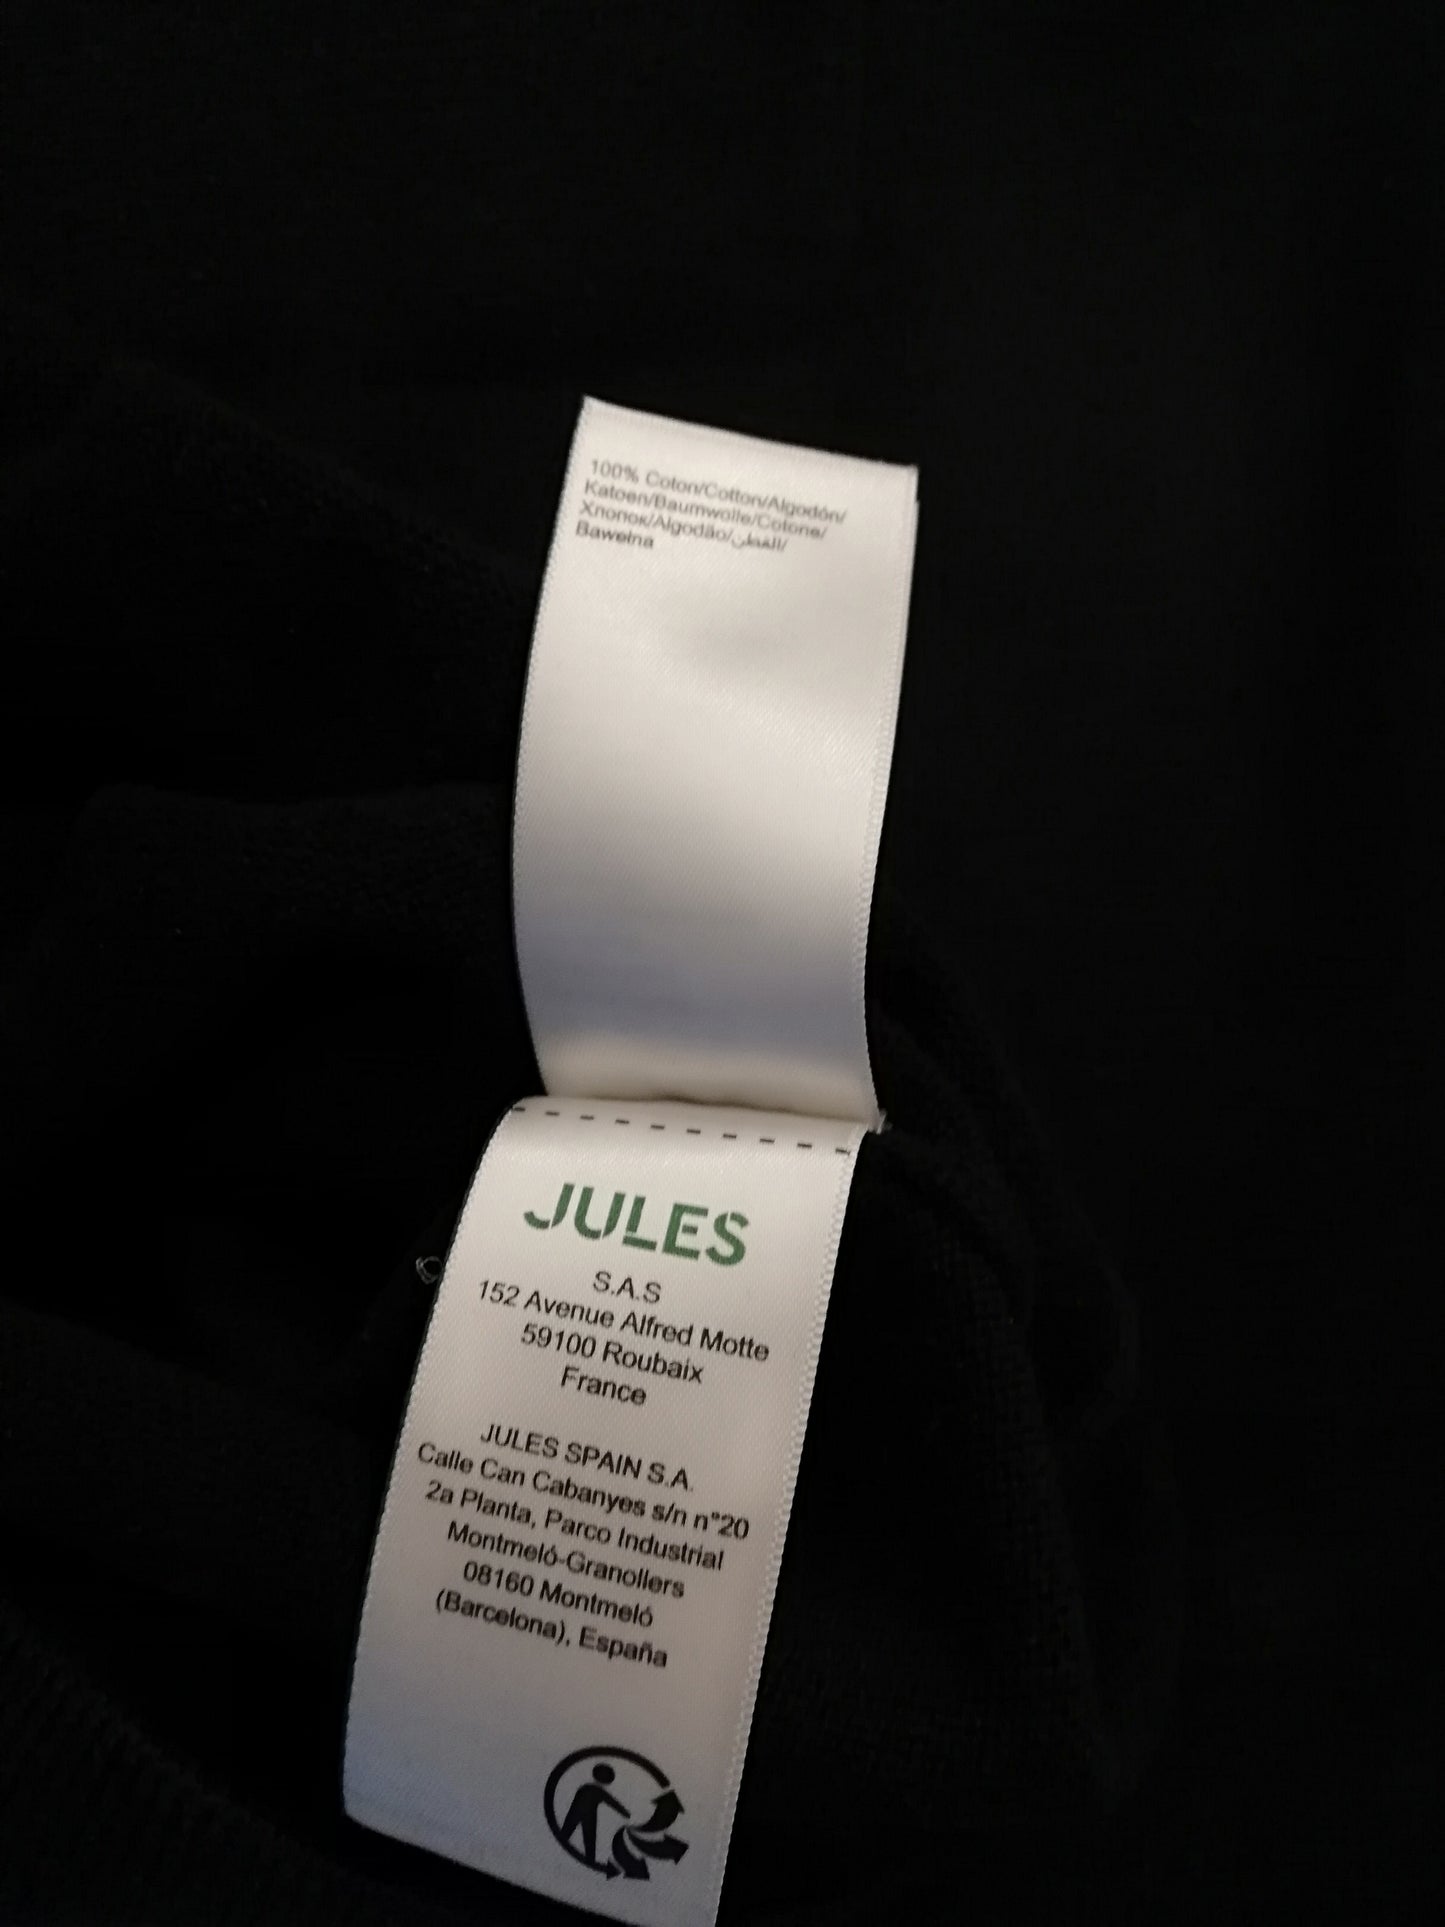 100% Coton/Cotton/Algodón/
Katoen/Baumwolle/Cotone/
Хлопок/Algodão/القطن/
Bawełna
JULES
S.A.S
152 Avenue Alfred Motte
59100 Roubaix
France
JULES SPAIN S.A.
Calle Can Cabanyes s/n n°20
2a Planta, Parco Industrial
Montmeló-Granollers
08160 Montmeló
(Barcelona), España